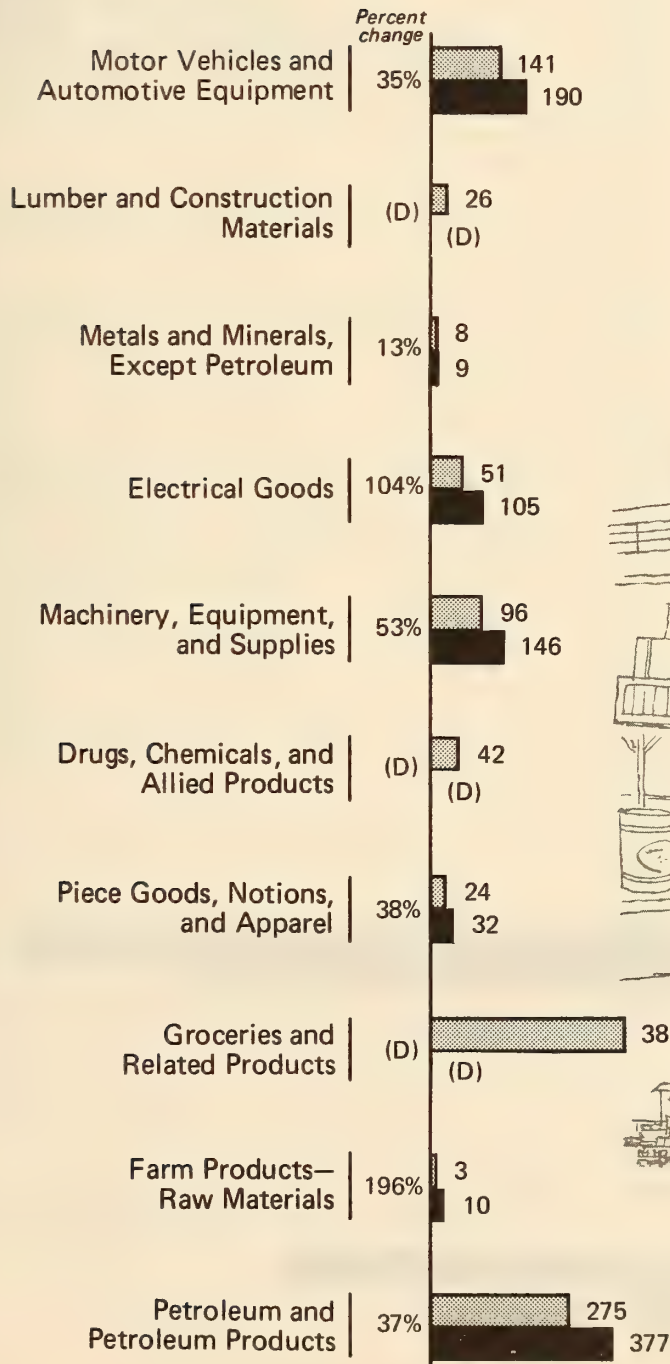 Percent
change
Motor Vehicles and
Automotive Equipment
35%
141
190
Lumber and Construction
Materials
(D)
26
(D)
Metals and Minerals,
Except Petroleum
13%
8
9
Electrical Goods
104%
51
105
Machinery, Equipment,
and Supplies
53%
96
146
Drugs, Chemicals, and
Allied Products
(D)
42
(D)
Piece Goods, Notions,
and Apparel
38%
24
32
Groceries and
Related Products
(D)
38
(D)
Farm Products—
Raw Materials
196%
3
10
Petroleum and
Petroleum Products
37%
275
377